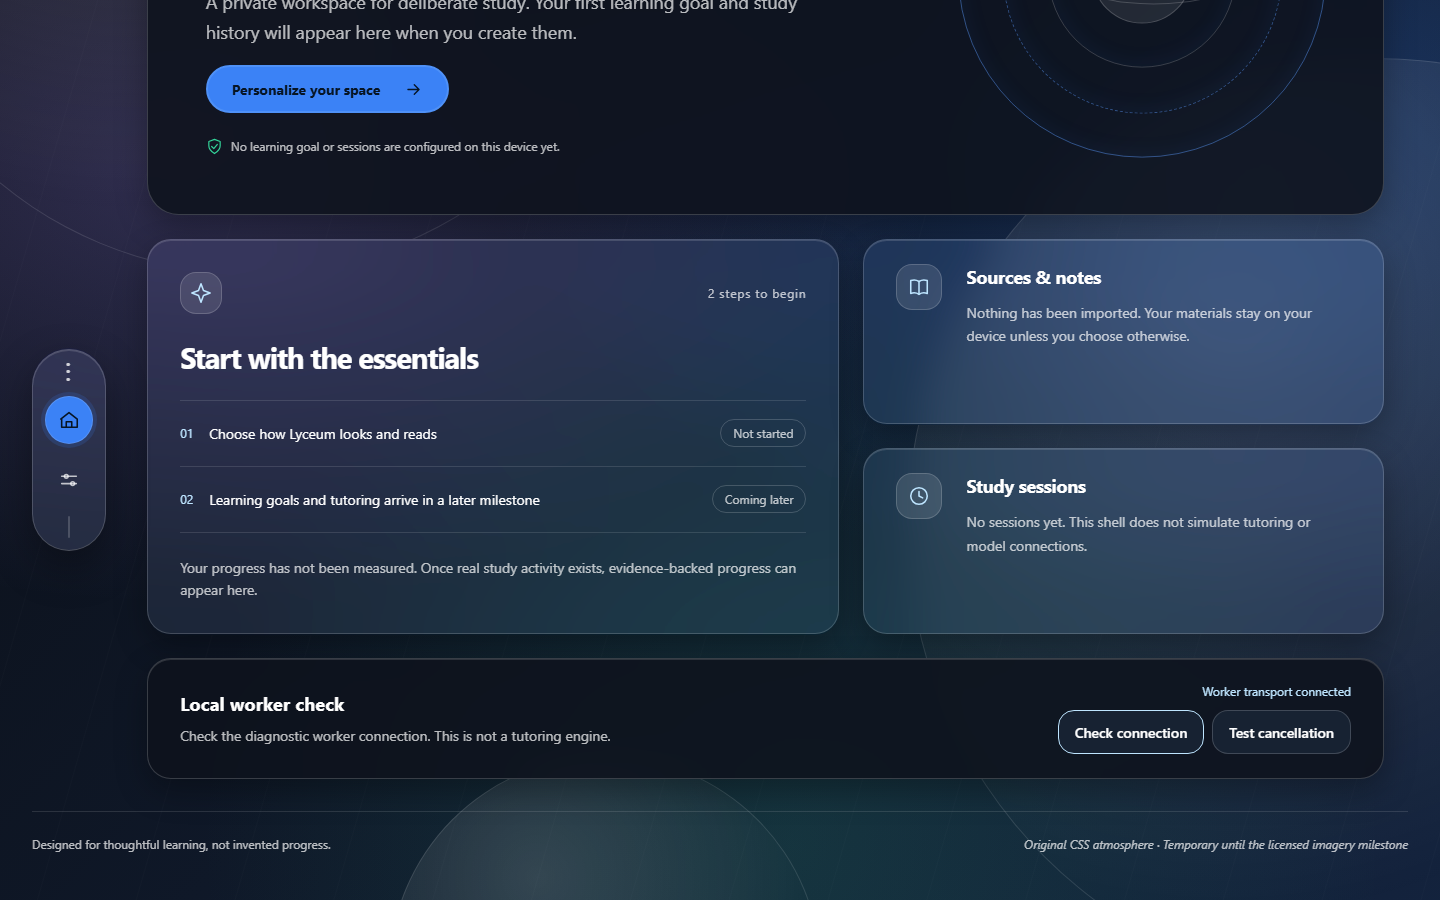 A private workspace for deliberate study. Your first learning goal and study
history will appear here when you create them.
Personalize your space
No learning goal or sessions are configured on this device yet.
2 steps to begin
Start with the essentials
01 Choose how Lyceum looks and reads Not started
02 Learning goals and tutoring arrive in a later milestone Coming later
Your progress has not been measured. Once real study activity exists, evidence-backed progress can
appear here.
Sources & notes
Nothing has been imported. Your materials stay on your
device unless you choose otherwise.
Study sessions
No sessions yet. This shell does not simulate tutoring or
model connections.
Local worker check
Check the diagnostic worker connection. This is not a tutoring engine.
Worker transport connected
Check connection Test cancellation
Designed for thoughtful learning, not invented progress.
Original CSS atmosphere · Temporary until the licensed imagery milestone